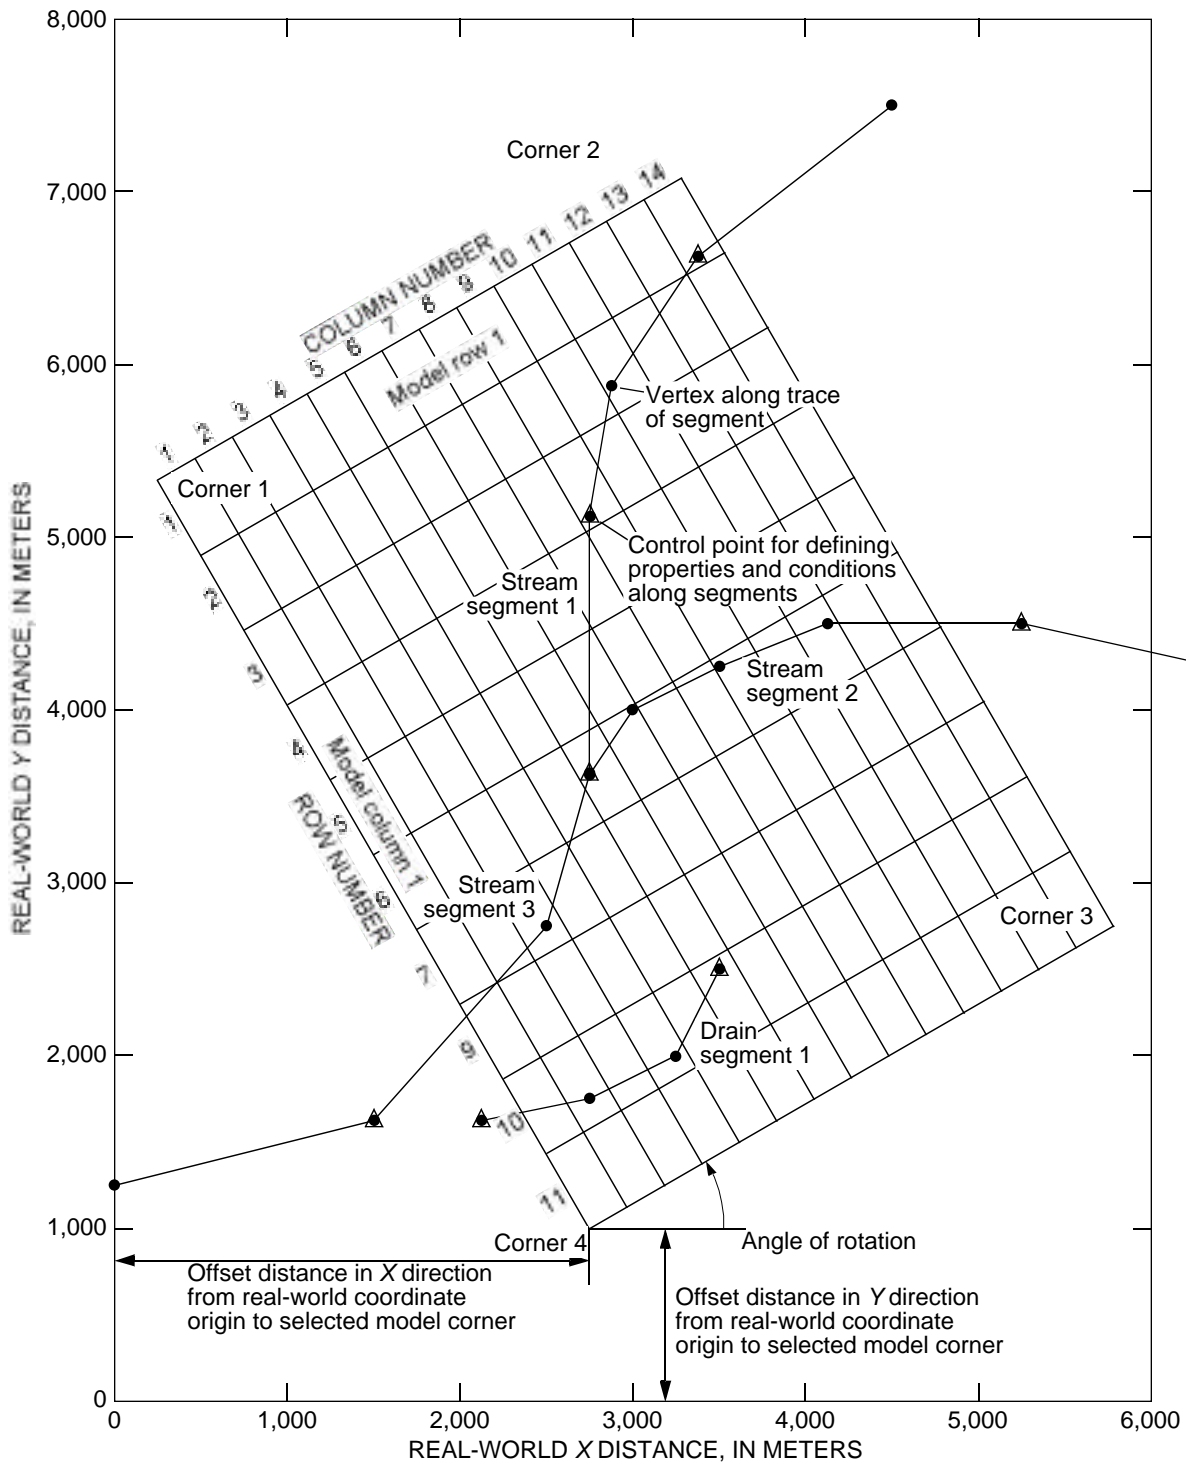 8,000
7,000
6,000
5,000
4,000
3,000
2,000
1,000
0
REAL-WORLD Y DISTANCE, IN METERS
Corner 2
COLUMN NUMBER
1
2
3
4
5
6
7
8
9
10
11
12
13
14
Model row 1
Corner 1
Vertex along trace
of segment
Control point for defining
properties and conditions
along segments
Stream
segment 1
Stream
segment 2
1
2
3
4
5
6
7
9
10
11
ROW NUMBER
Model column 1
Stream
segment 3
Corner 3
Drain
segment 1
Corner 4
Angle of rotation
Offset distance in X direction
from real-world coordinate
origin to selected model corner
Offset distance in Y direction
from real-world coordinate
origin to selected model corner
0
1,000
2,000
3,000
4,000
5,000
6,000
REAL-WORLD X DISTANCE, IN METERS